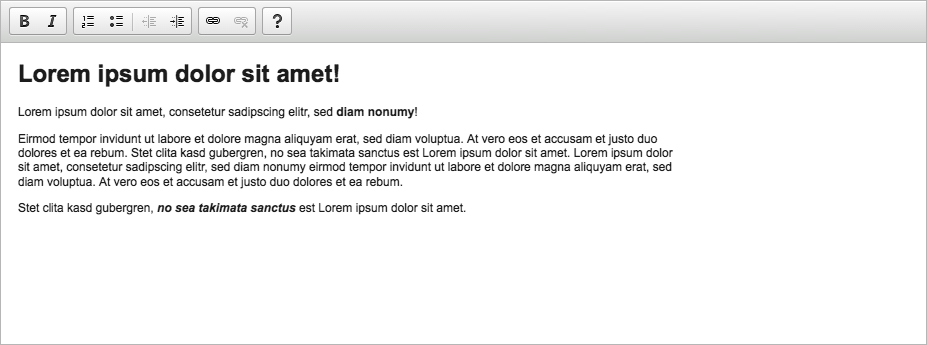 B I ?
Lorem ipsum dolor sit amet!
Lorem ipsum dolor sit amet, consetetur sadipscing elitr, sed diam nonumy!
Eirmod tempor invidunt ut labore et dolore magna aliquyam erat, sed diam voluptua. At vero eos et accusam et justo duo
dolores et ea rebum. Stet clita kasd gubergren, no sea takimata sanctus est Lorem ipsum dolor sit amet. Lorem ipsum dolor
sit amet, consetetur sadipscing elitr, sed diam nonumy eirmod tempor invidunt ut labore et dolore magna aliquyam erat, sed
diam voluptua. At vero eos et accusam et justo duo dolores et ea rebum.
Stet clita kasd gubergren, no sea takimata sanctus est Lorem ipsum dolor sit amet.